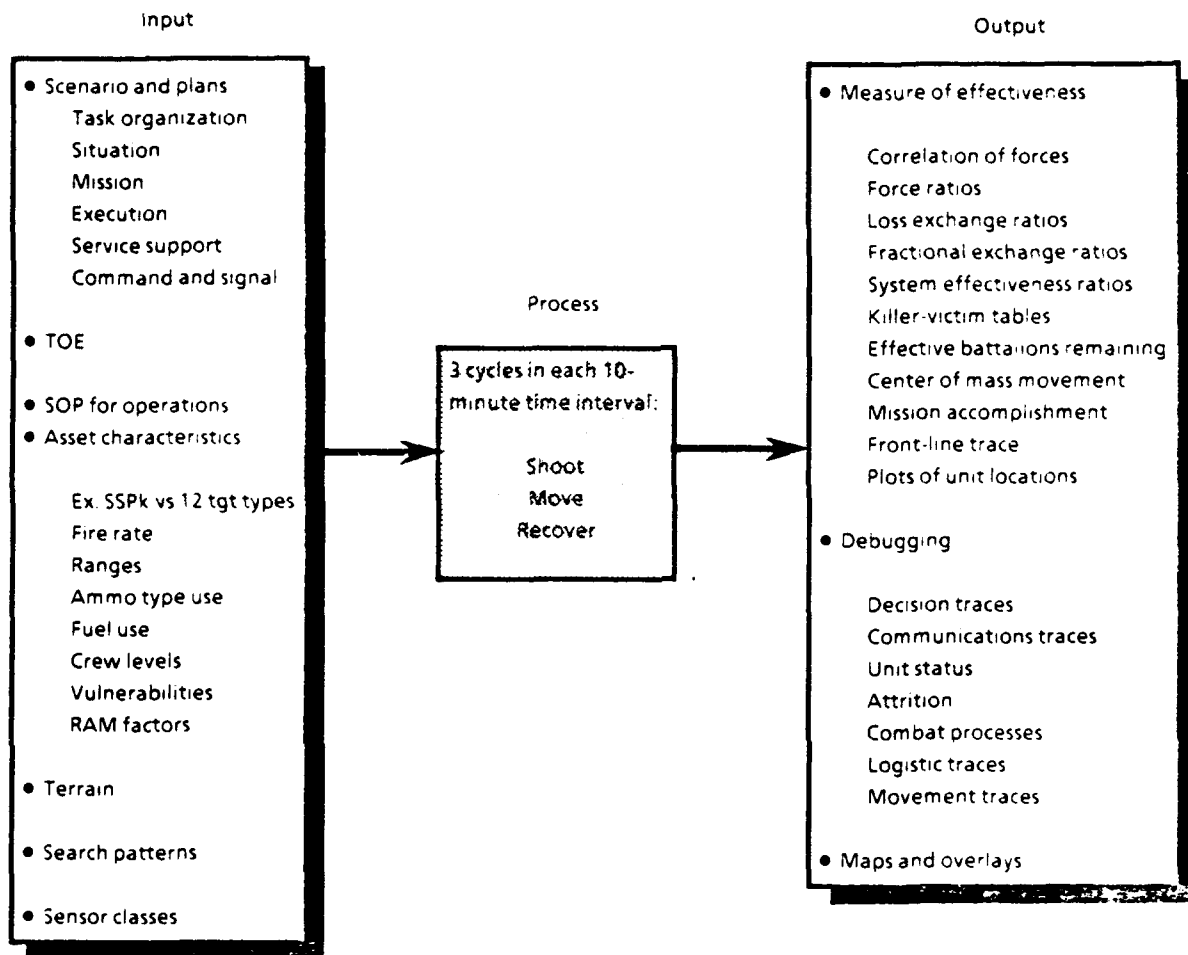 Input
● Scenario and plans
Task organization
Situation
Mission
Execution
Service support
Command and signal
● TOE
● SOP for operations
● Asset characteristics
Ex. SSPk vs 12 tgt types
Fire rate
Ranges
Ammo type use
Fuel use
Crew levels
Vulnerabilities
RAM factors
● Terrain
● Search patterns
● Sensor classes
Process
3 cycles in each 10-
minute time interval:
Shoot
Move
Recover
Output
● Measure of effectiveness
Correlation of forces
Force ratios
Loss exchange ratios
Fractional exchange ratios
System effectiveness ratios
Killer-victim tables
Effective battalions remaining
Center of mass movement
Mission accomplishment
Front-line trace
Plots of unit locations
● Debugging
Decision traces
Communications traces
Unit status
Attrition
Combat processes
Logistic traces
Movement traces
● Maps and overlays